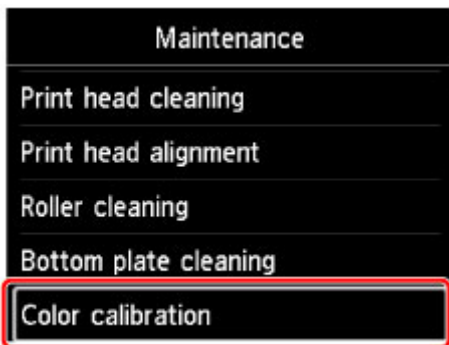 Maintenance
Print head cleaning
Print head alignment
Roller cleaning
Bottom plate cleaning
Color calibration